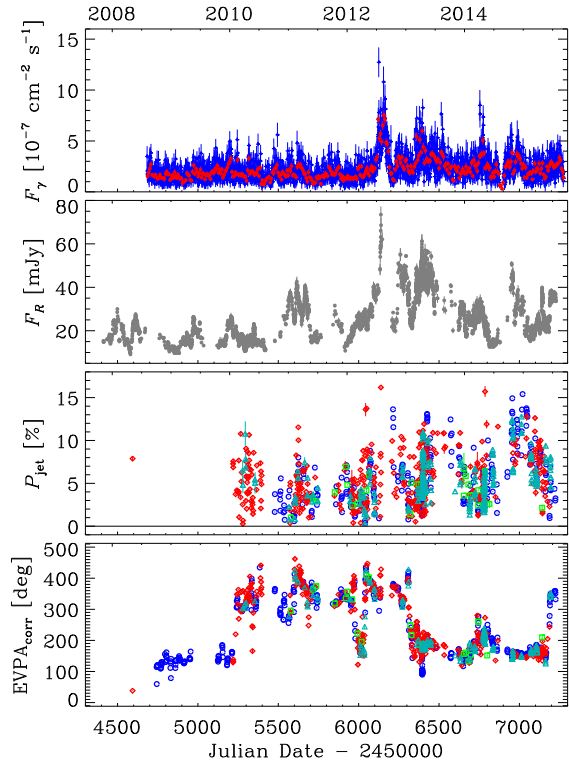 2008 2010 2012 2014
15
10
5
0
F_γ [10⁻⁷ cm⁻² s⁻¹]
80
60
40
20
F_R [mJy]
15
10
5
0
P_jet [%]
500
400
300
200
100
0
EVPA_corr [deg]
4500 5000 5500 6000 6500 7000
Julian Date − 2450000